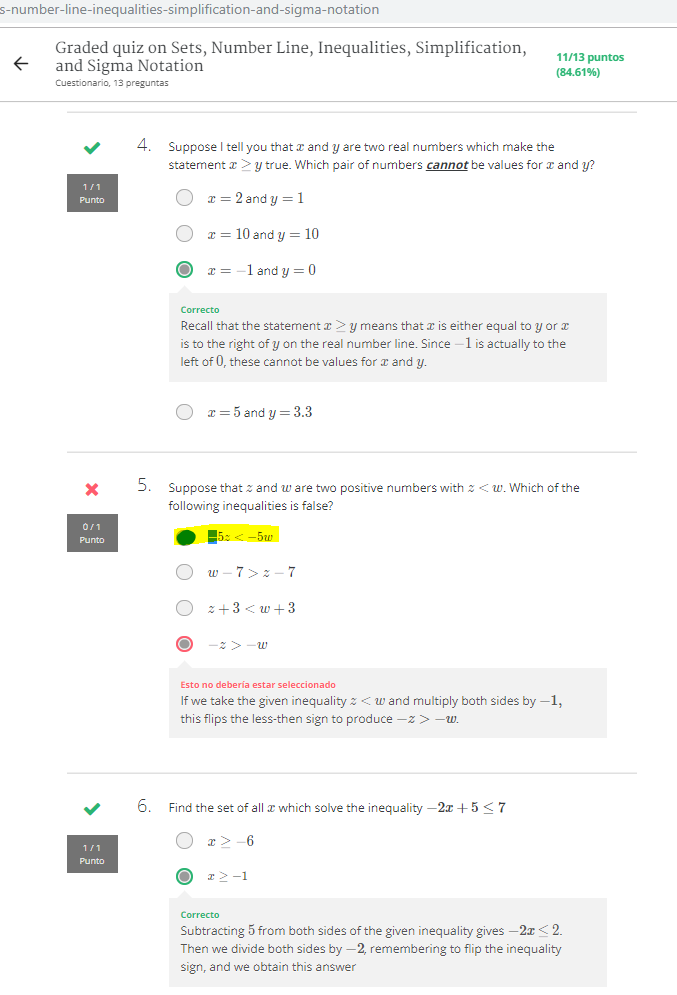 s-number-line-inequalities-simplification-and-sigma-notation
Graded quiz on Sets, Number Line, Inequalities, Simplification,
and Sigma Notation
Cuestionario, 13 preguntas
11/13 puntos
(84.61%)
4. Suppose I tell you that x and y are two real numbers which make the
statement x ≥ y true. Which pair of numbers cannot be values for x and y?
1 / 1
Punto
x = 2 and y = 1
x = 10 and y = 10
x = −1 and y = 0
Correcto
Recall that the statement x ≥ y means that x is either equal to y or x
is to the right of y on the real number line. Since −1 is actually to the
left of 0, these cannot be values for x and y.
x = 5 and y = 3.3
5. Suppose that z and w are two positive numbers with z < w. Which of the
following inequalities is false?
0 / 1
Punto
−5z < −5w
w − 7 > z − 7
z + 3 < w + 3
−z > −w
Esto no debería estar seleccionado
If we take the given inequality z < w and multiply both sides by −1,
this flips the less-then sign to produce −z > −w.
6. Find the set of all x which solve the inequality −2x + 5 ≤ 7
1 / 1
Punto
x ≥ −6
x ≥ −1
Correcto
Subtracting 5 from both sides of the given inequality gives −2x ≤ 2.
Then we divide both sides by −2, remembering to flip the inequality
sign, and we obtain this answer